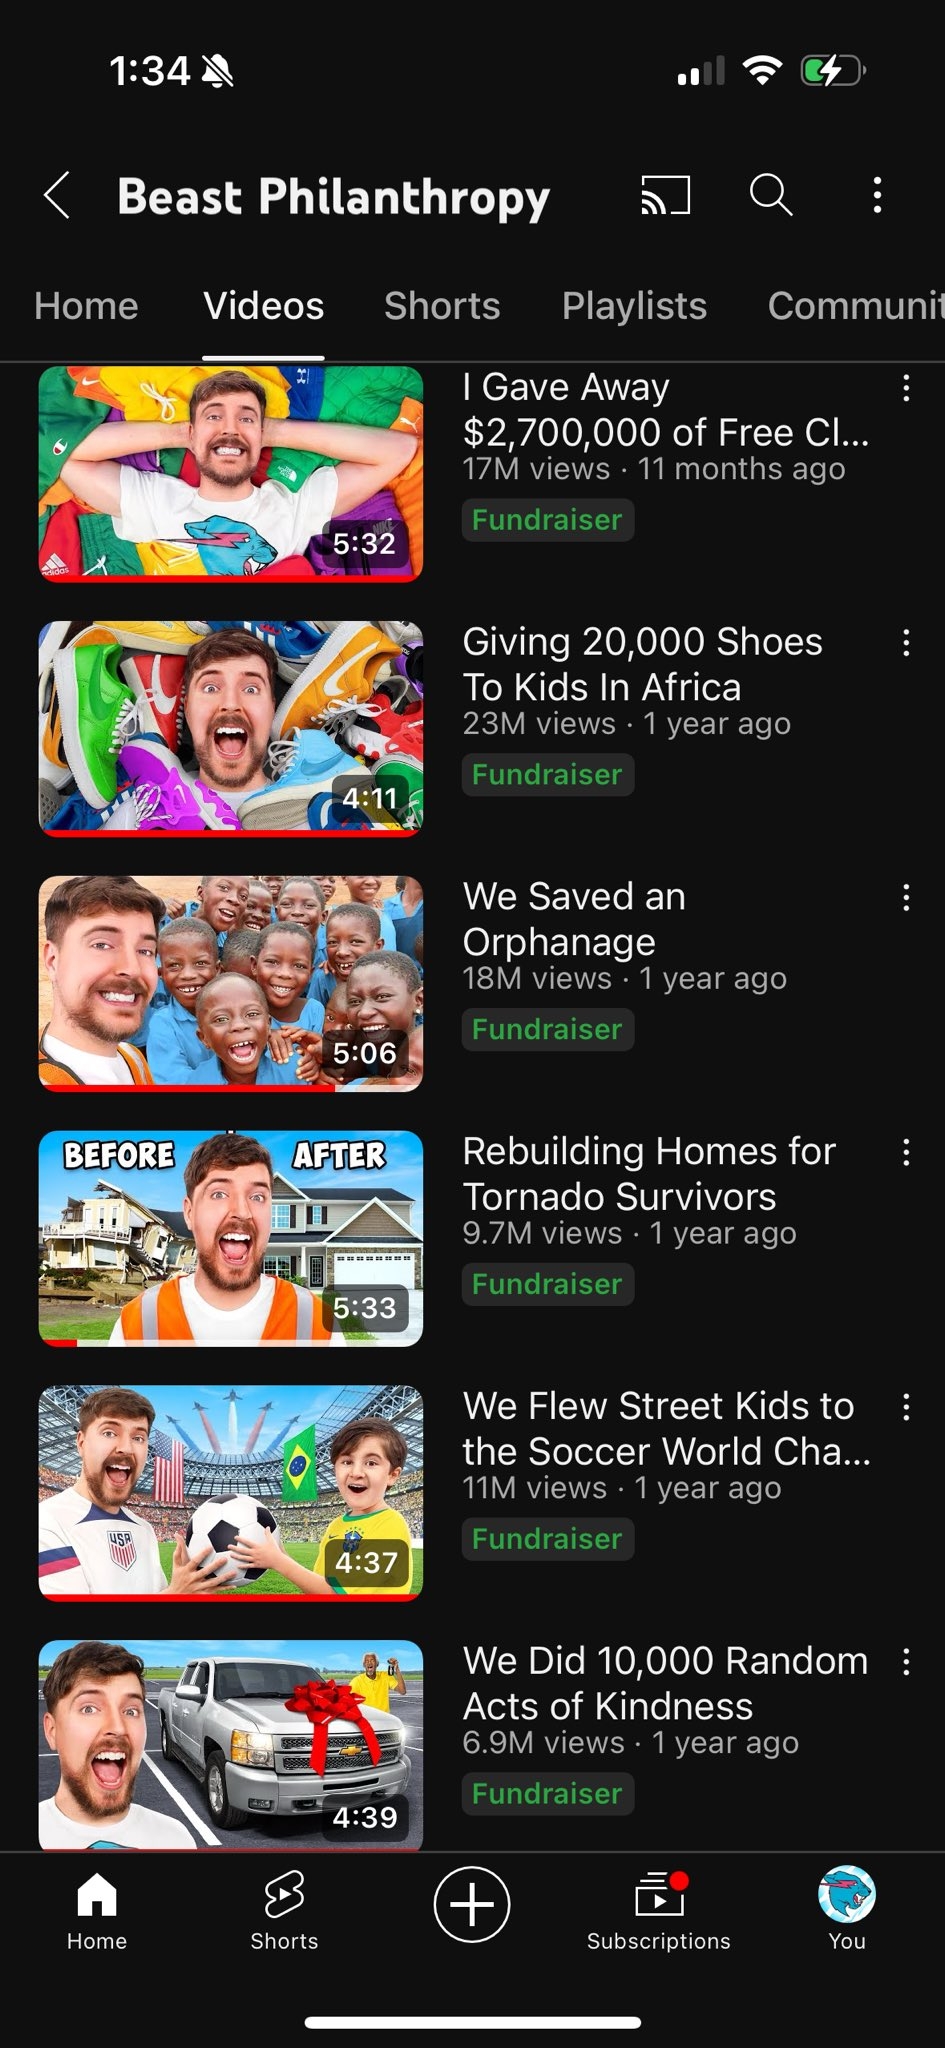 1:34
Beast Philanthropy
Home Videos Shorts Playlists Communit
I Gave Away
$2,700,000 of Free Cl...
17M views · 11 months ago
Fundraiser
NIKE
adidas
5:32
Giving 20,000 Shoes
To Kids In Africa
23M views · 1 year ago
Fundraiser
4:11
We Saved an
Orphanage
18M views · 1 year ago
Fundraiser
5:06
BEFORE AFTER
Rebuilding Homes for
Tornado Survivors
9.7M views · 1 year ago
Fundraiser
5:33
We Flew Street Kids to
the Soccer World Cha...
11M views · 1 year ago
Fundraiser
USA
4:37
We Did 10,000 Random
Acts of Kindness
6.9M views · 1 year ago
Fundraiser
4:39
Home Shorts Subscriptions You